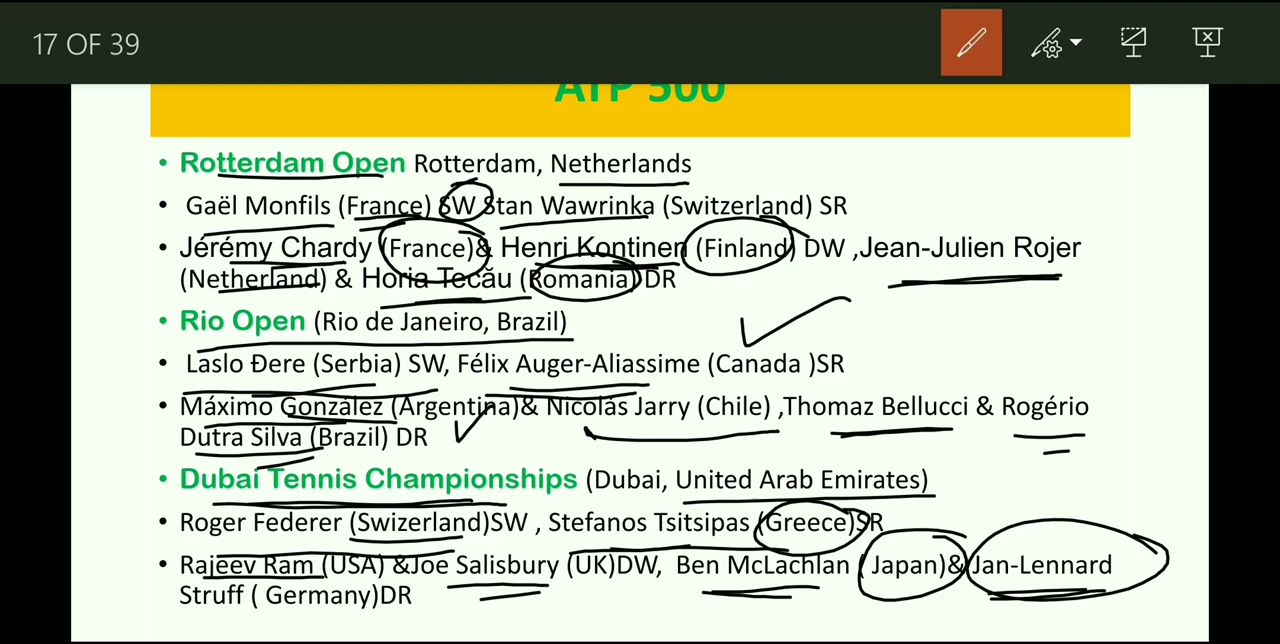 17 OF 39
ATP 500
• Rotterdam Open Rotterdam, Netherlands
• Gaël Monfils (France) SW Stan Wawrinka (Switzerland) SR
• Jérémy Chardy (France)& Henri Kontinen (Finland) DW ,Jean-Julien Rojer
(Netherland) & Horia Tecău (Romania) DR
• Rio Open (Rio de Janeiro, Brazil)
• Laslo Đere (Serbia) SW, Félix Auger-Aliassime (Canada )SR
• Máximo González (Argentina)& Nicolás Jarry (Chile) ,Thomaz Bellucci & Rogério
Dutra Silva (Brazil) DR
• Dubai Tennis Championships (Dubai, United Arab Emirates)
• Roger Federer (Swizerland)SW , Stefanos Tsitsipas (Greece)SR
• Rajeev Ram (USA) &Joe Salisbury (UK)DW, Ben McLachlan ( Japan)& Jan-Lennard
Struff ( Germany)DR